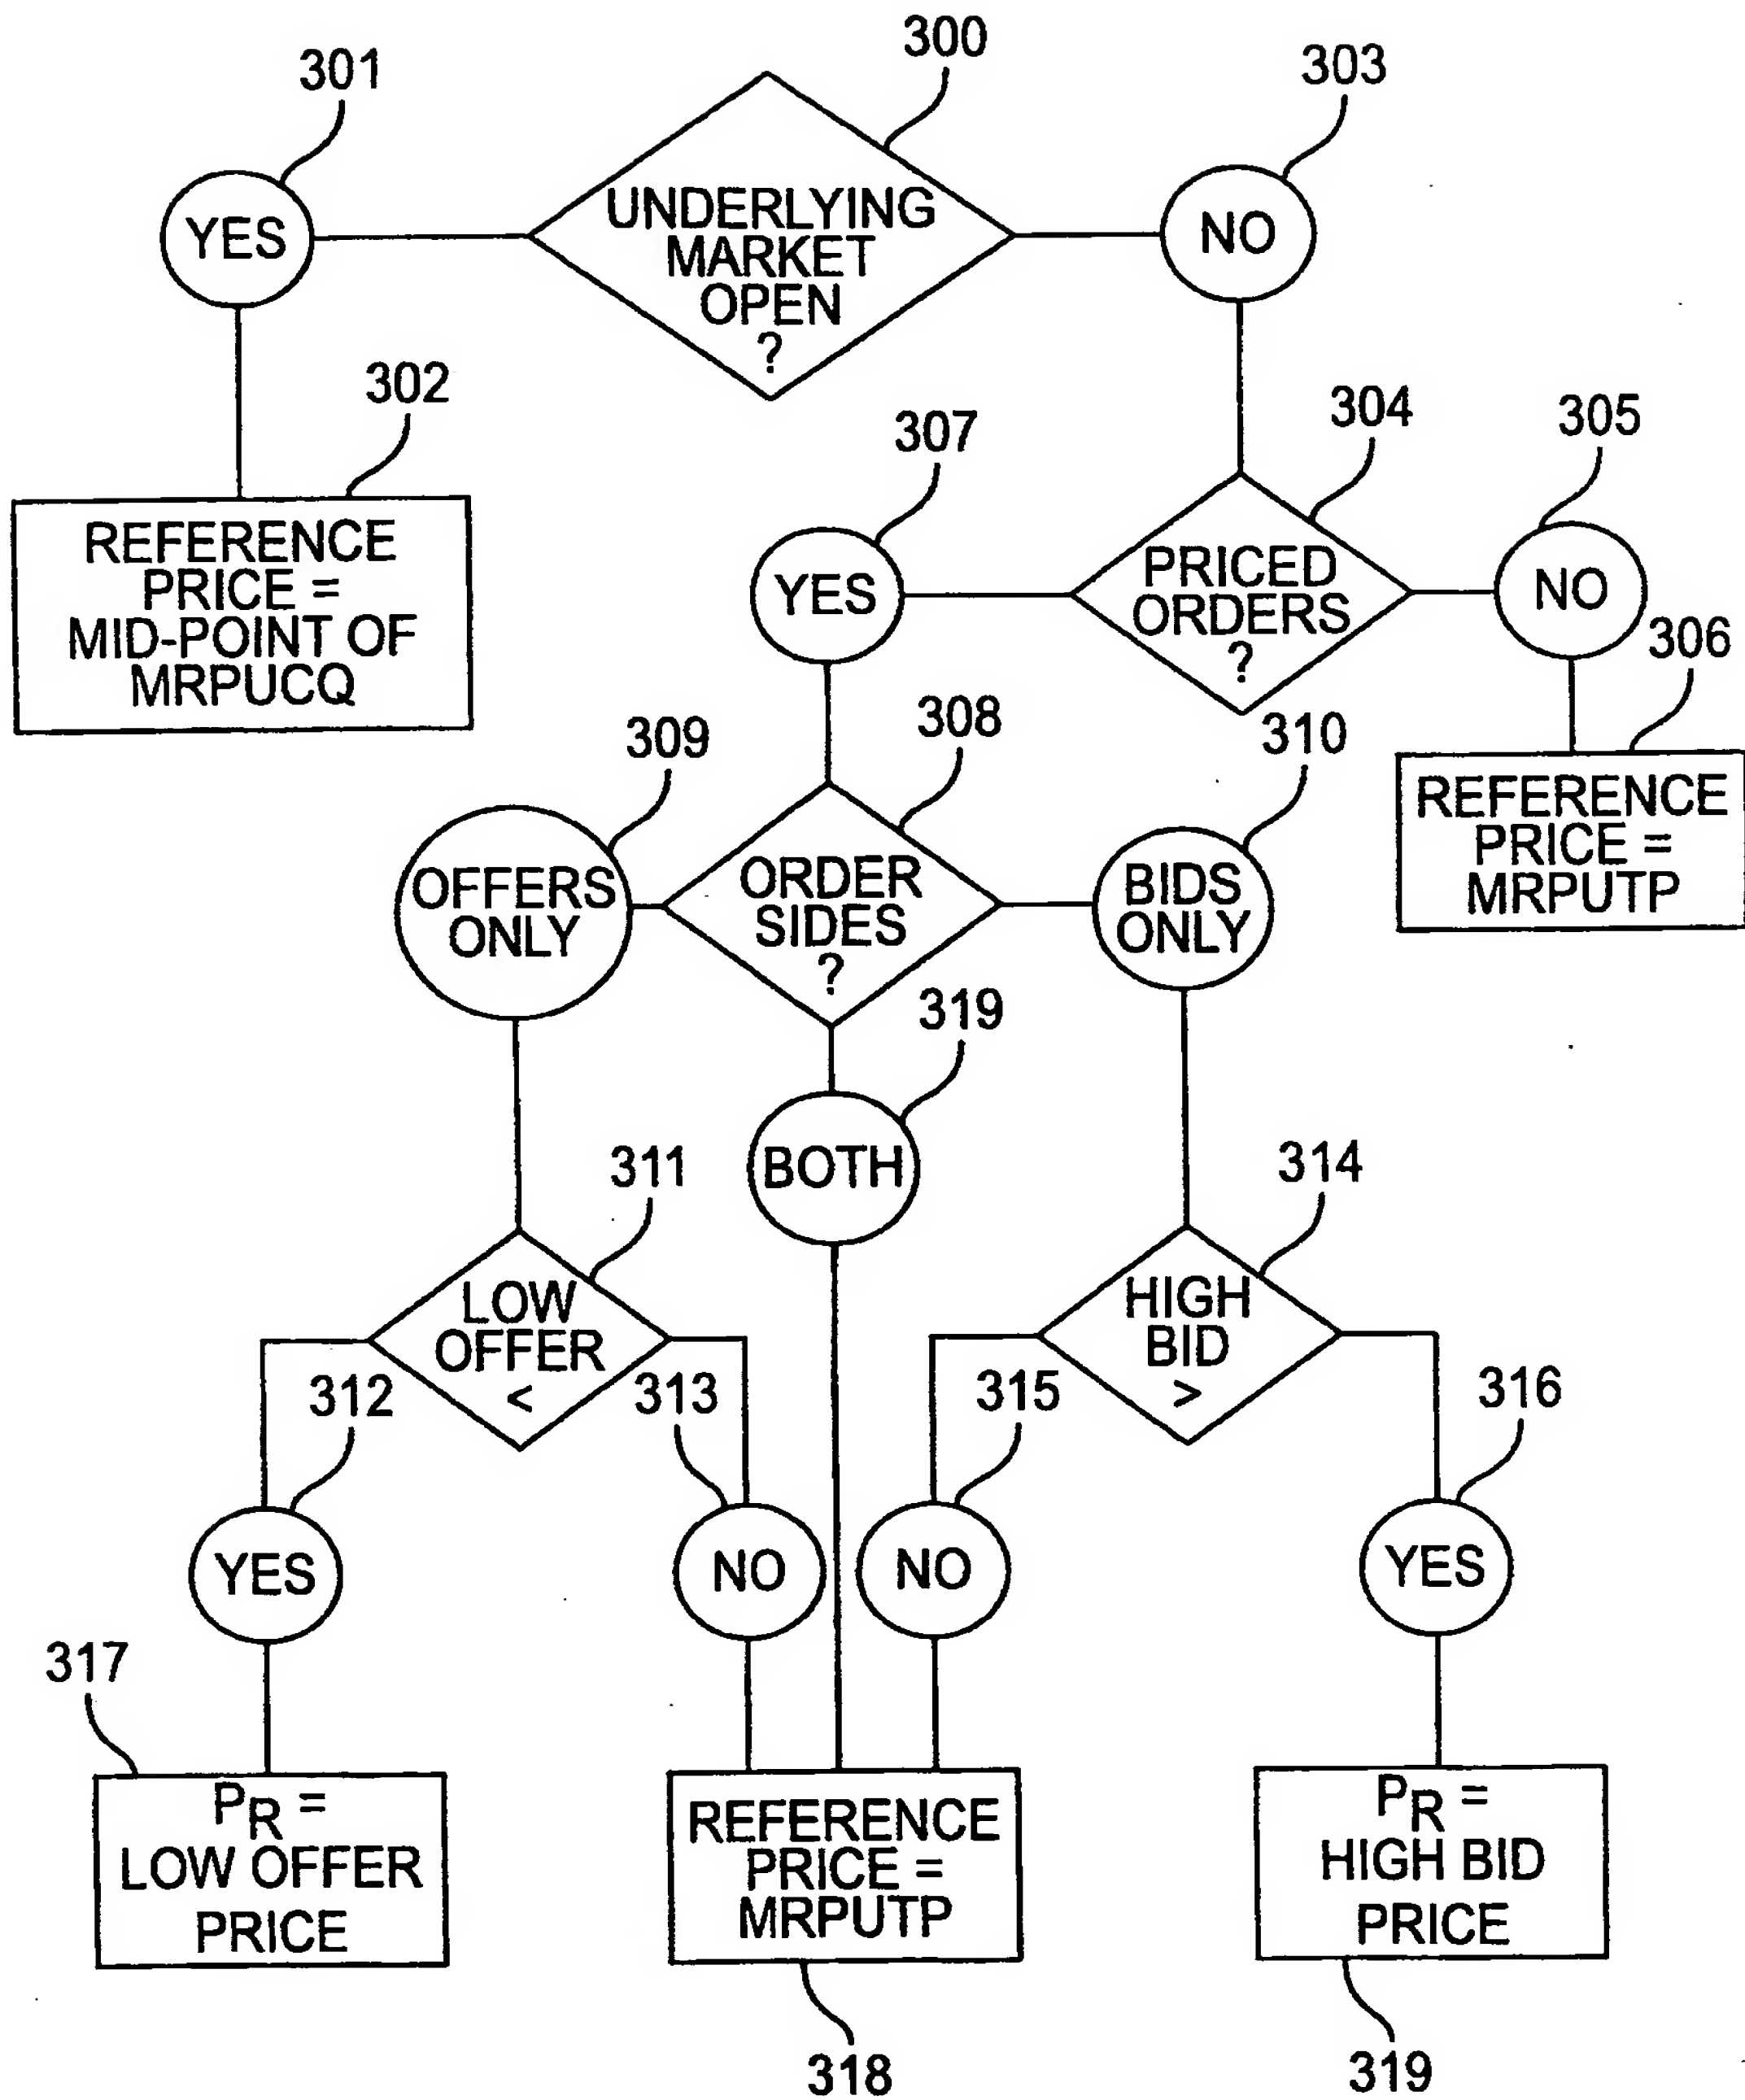 300
301
303
UNDERLYING
MARKET
OPEN
?
YES
NO
302
307
304
305
REFERENCE
PRICE =
MID-POINT OF
MRPUCQ
YES
PRICED
ORDERS
?
NO
306
309
308
310
REFERENCE
PRICE =
MRPUTP
OFFERS
ONLY
ORDER
SIDES
?
BIDS
ONLY
319
BOTH
311
314
LOW
OFFER
<
HIGH
BID
>
312
313
315
316
YES
NO
NO
YES
317
PR =
LOW OFFER
PRICE
REFERENCE
PRICE =
MRPUTP
PR =
HIGH BID
PRICE
318
319